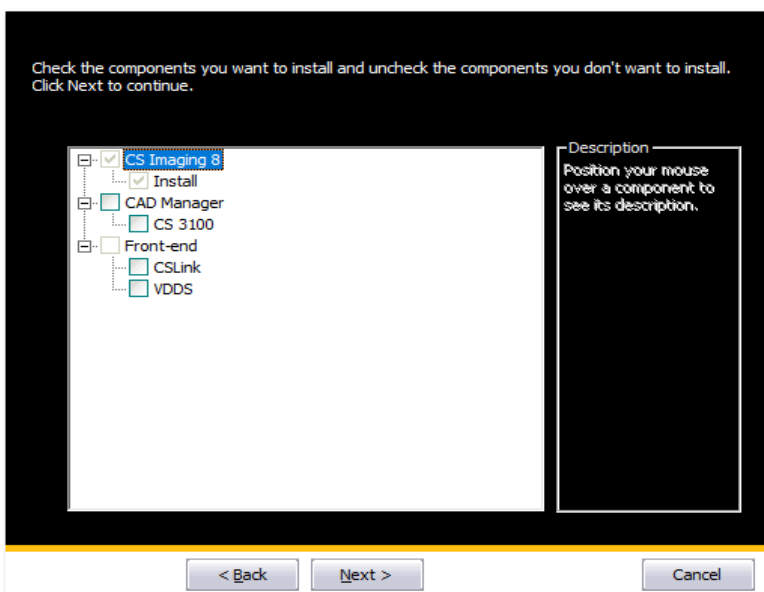 Check the components you want to install and uncheck the components you don't want to install.
Click Next to continue.
CS Imaging 8
Install
CAD Manager
CS 3100
Front-end
CSLink
VDDS
Description
Position your mouse
over a component to
see its description.
< Back
Next >
Cancel